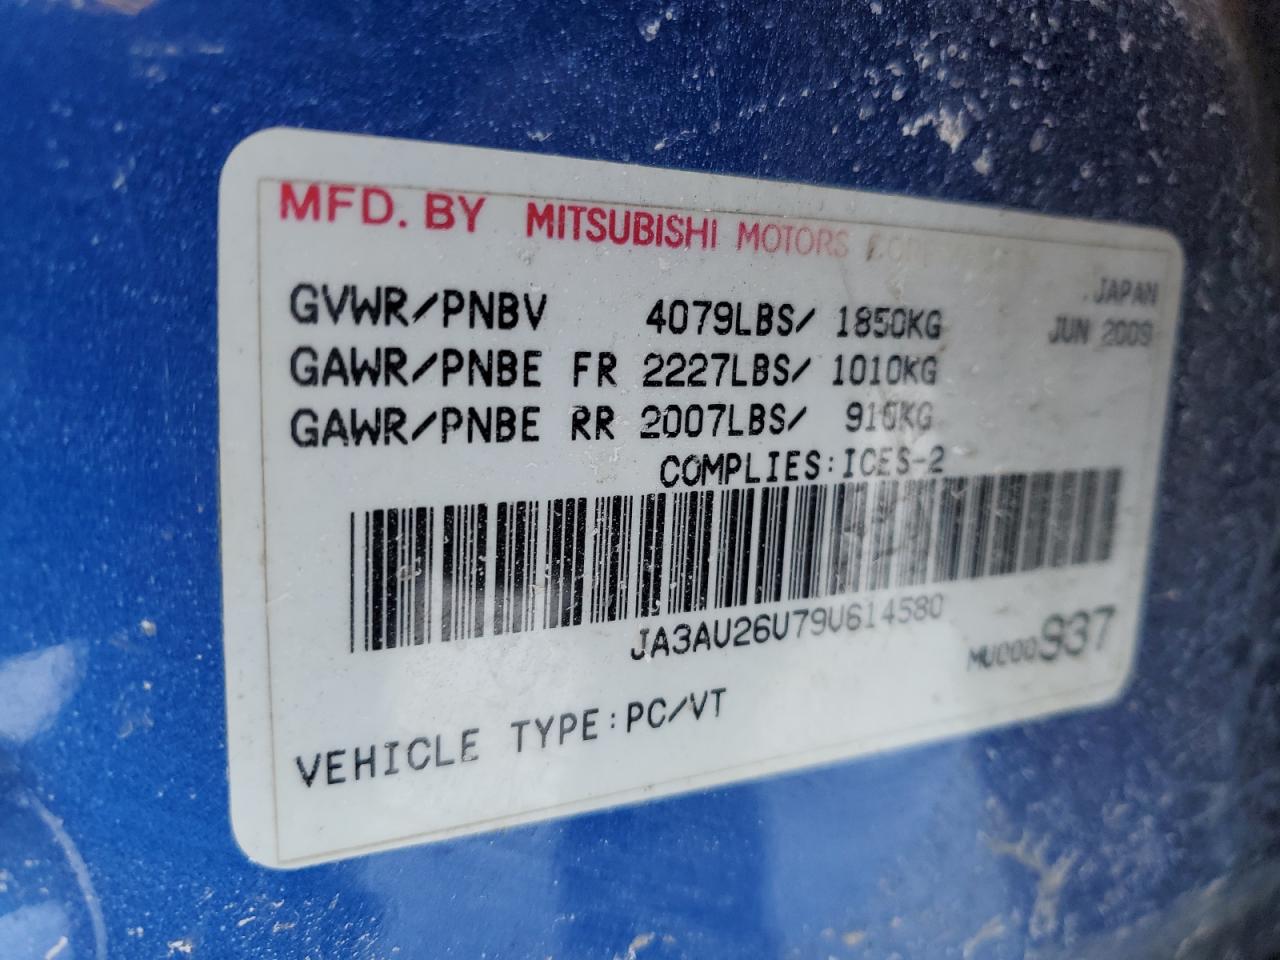 MFD. BY MITSUBISHI MOTORS
JAPAN
GVWR/PNBV 4079LBS/ 1850KG JUN 2009
GAWR/PNBE FR 2227LBS/ 1010KG
GAWR/PNBE RR 2007LBS/ 910KG
COMPLIES:ICES-2
JA3AU26U79U614580
MU000937
VEHICLE TYPE:PC/VT